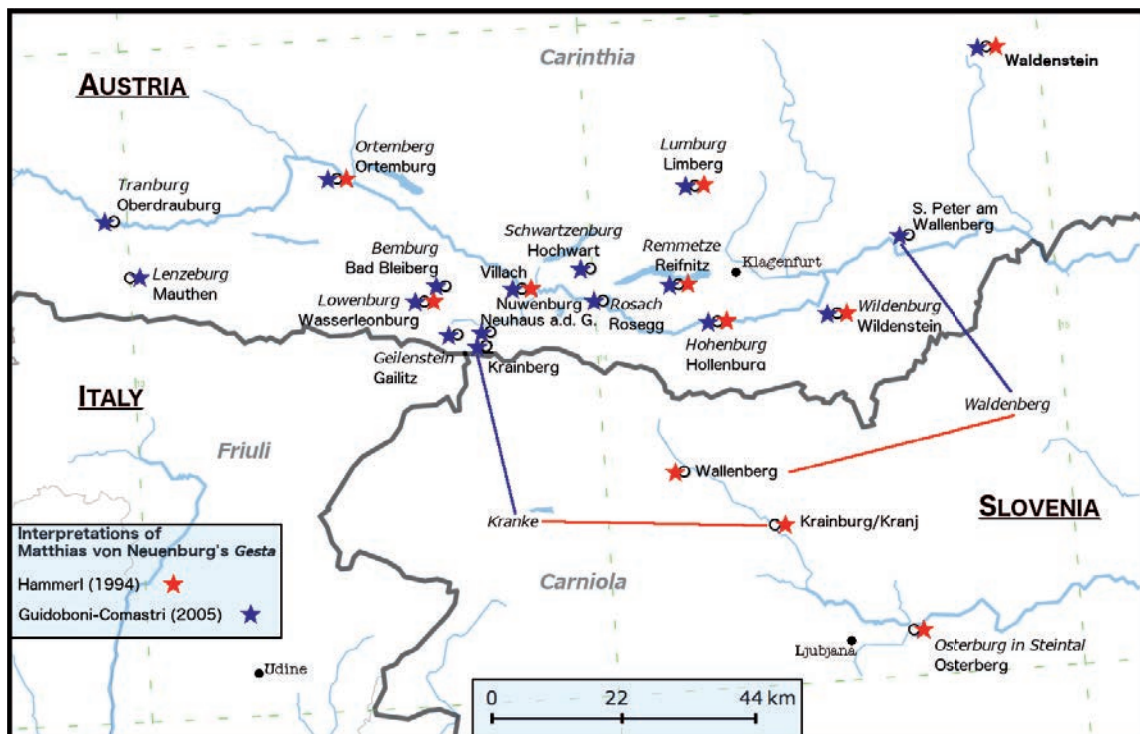 Carinthia
Waldenstein
AUSTRIA
Ortemberg
Ortemburg
Lumburg
Limberg
Tranburg
Oberdrauburg
S. Peter am
Wallenberg
Schwartzenburg
Hochwart
Remmetze
Reifnitz
Klagenfurt
Bemburg
Bad Bleiberg
Villach
Lenzeburg
Mauthen
Lowenburg
Wasserleonburg
Nuwenburg
Neuhaus a.d. G.
Rosach
Rosegg
Wildenburg
Wildenstein
Hohenburg
Hollenburg
Geilenstein
Gailitz
Krainberg
ITALY
Waldenberg
Friuli
Wallenberg
SLOVENIA
Kranke
Krainburg/Kranj
Interpretations of
Matthias von Neuenburg's Gesta
Hammerl (1994)
Guidoboni-Comastri (2005)
Carniola
Ljubjana
Osterburg in Steintal
Osterberg
Udine
0 22 44 km